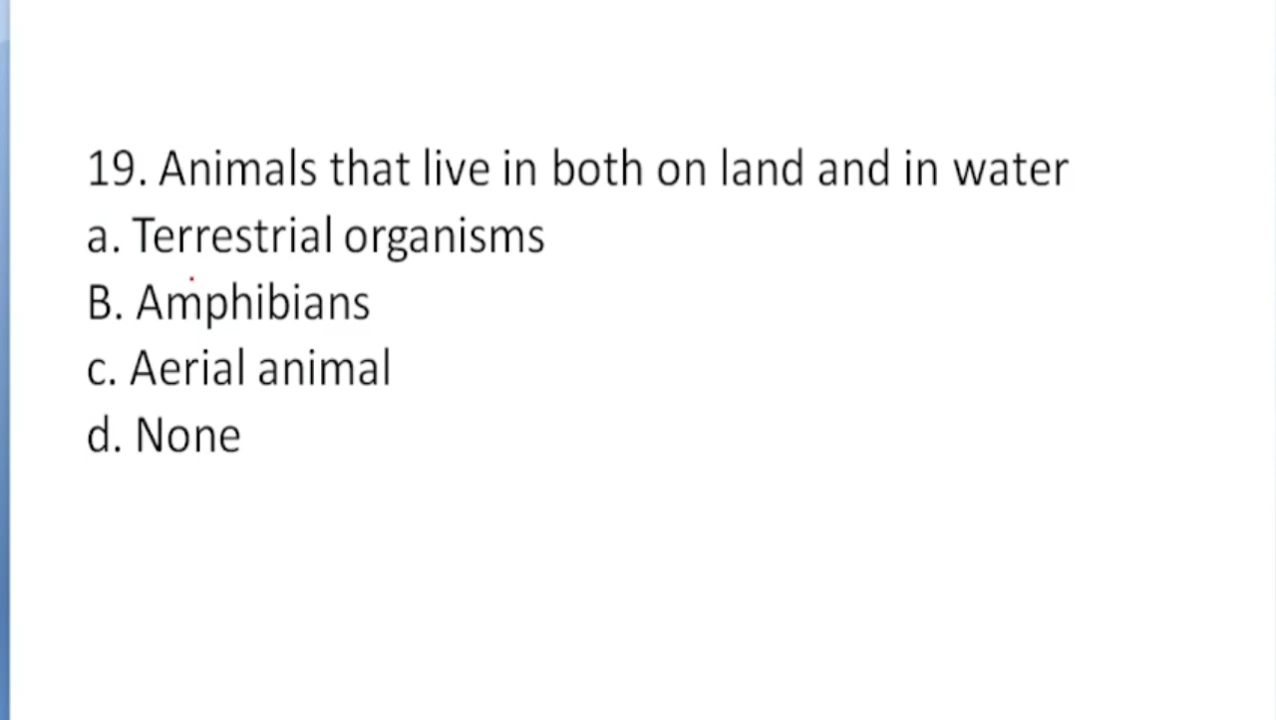 19. Animals that live in both on land and in water
a. Terrestrial organisms
B. Amphibians
c. Aerial animal
d. None